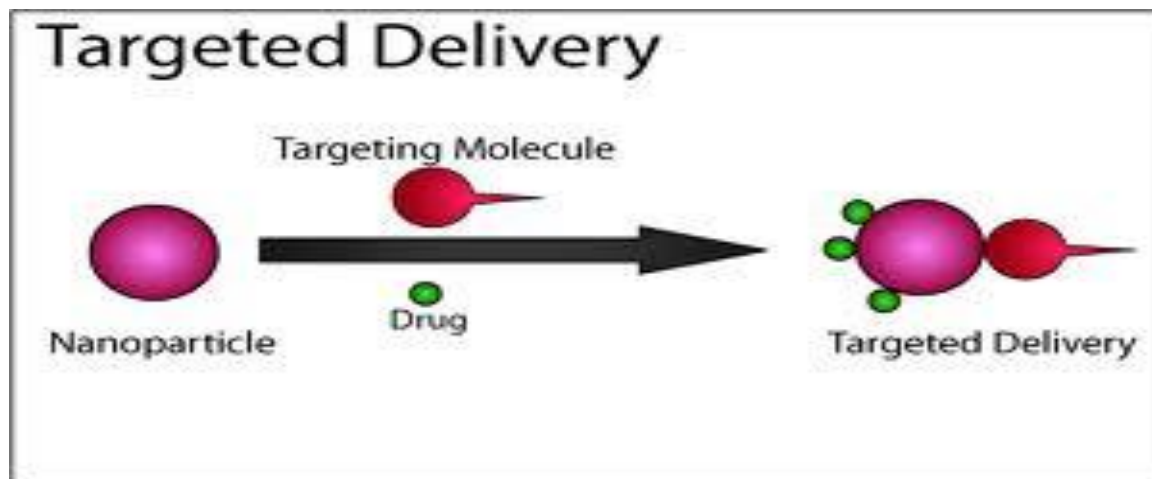 Targeted Delivery
Targeting Molecule
Drug
Nanoparticle
Targeted Delivery